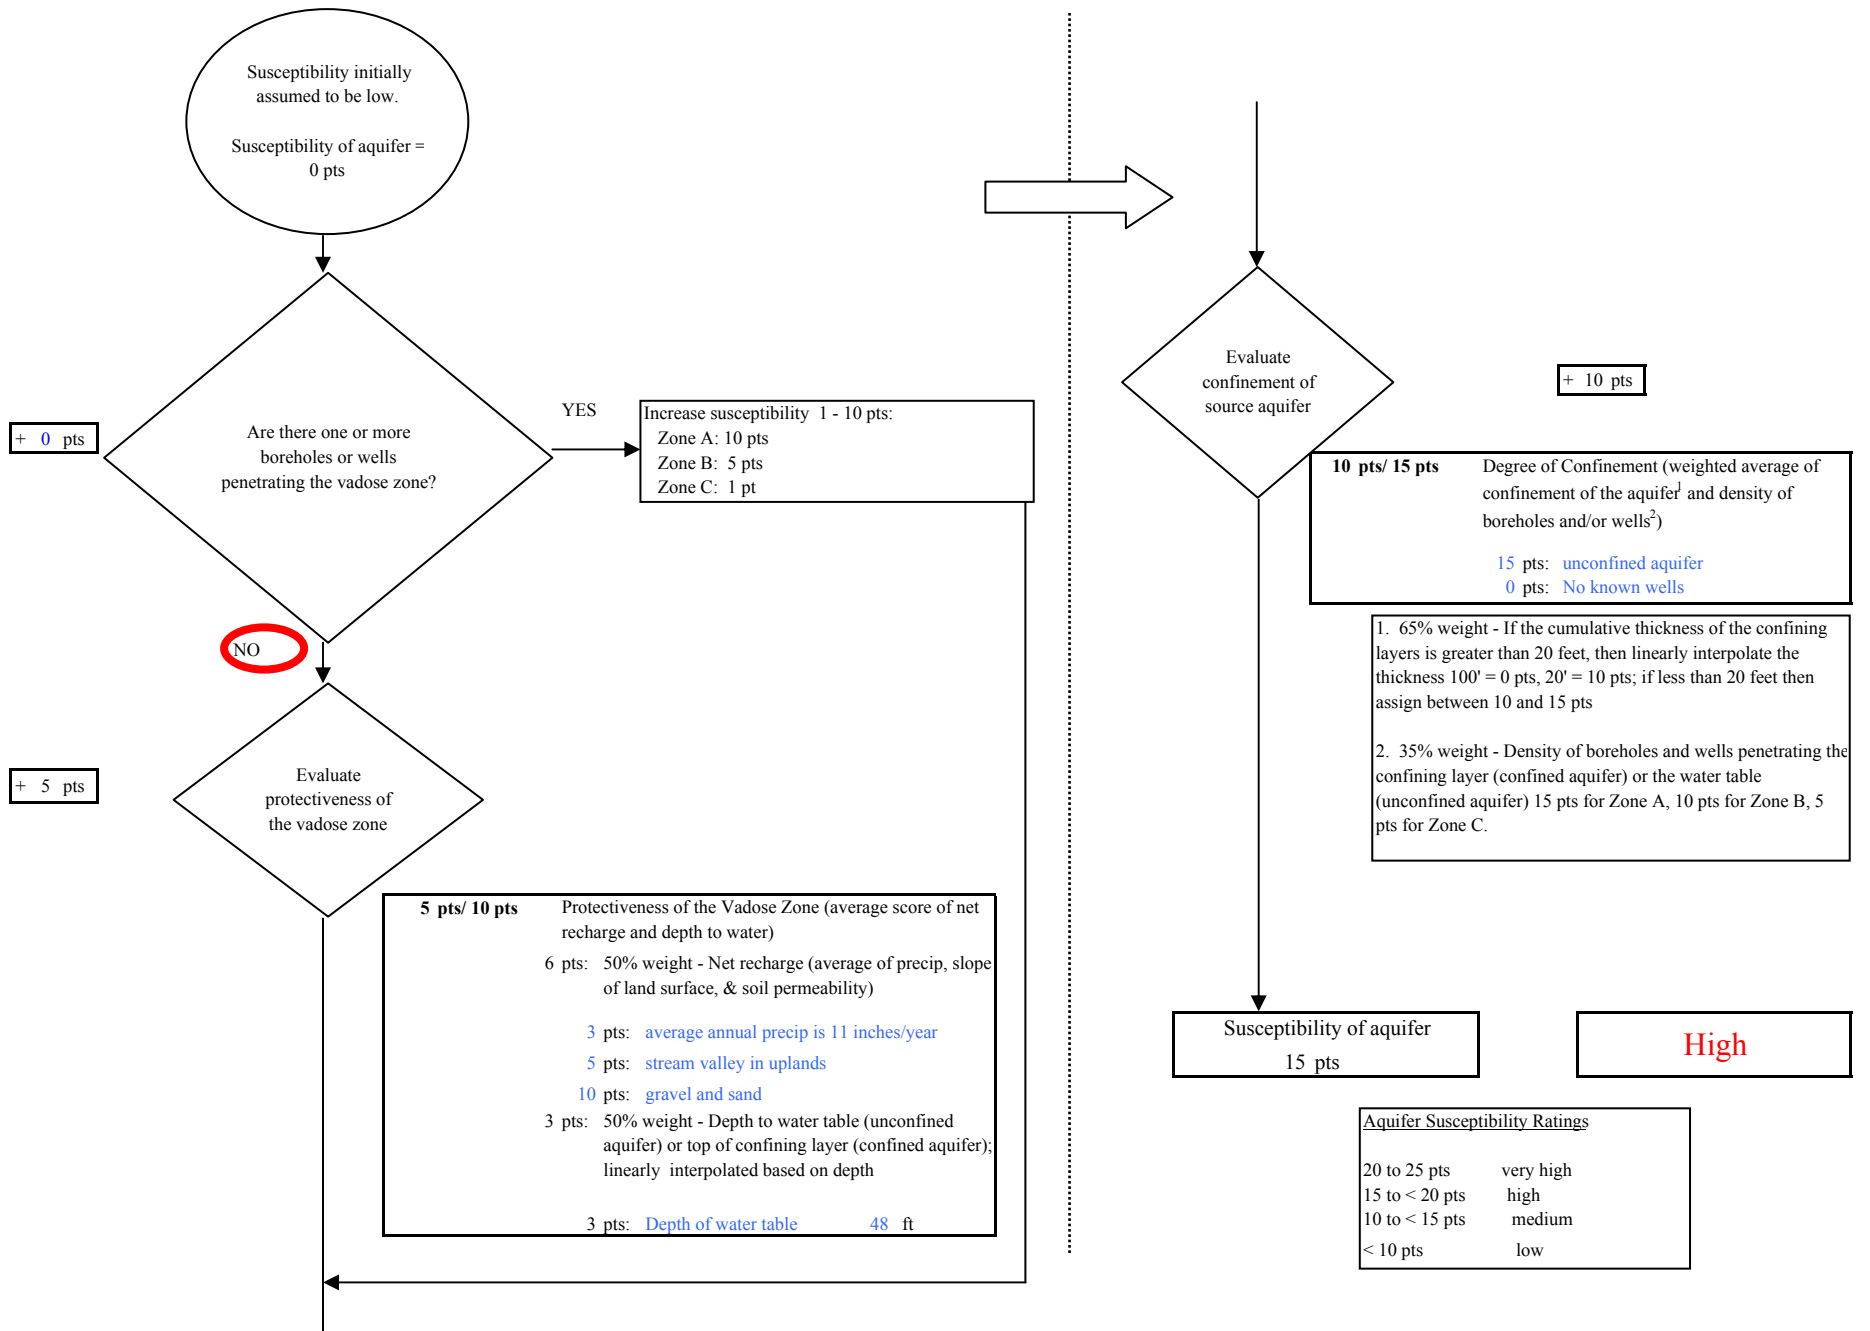 Susceptibility initially
assumed to be low.
Susceptibility of aquifer =
0 pts
+ 0 pts
Are there one or more
boreholes or wells
penetrating the vadose zone?
YES
Increase susceptibility 1 - 10 pts:
Zone A: 10 pts
Zone B: 5 pts
Zone C: 1 pt
NO
+ 5 pts
Evaluate
protectiveness of
the vadose zone
5 pts/ 10 pts Protectiveness of the Vadose Zone (average score of net
recharge and depth to water)
6 pts: 50% weight - Net recharge (average of precip, slope
of land surface, & soil permeability)
3 pts: average annual precip is 11 inches/year
5 pts: stream valley in uplands
10 pts: gravel and sand
3 pts: 50% weight - Depth to water table (unconfined
aquifer) or top of confining layer (confined aquifer);
linearly interpolated based on depth
3 pts: Depth of water table 48 ft
Evaluate
confinement of
source aquifer
+ 10 pts
10 pts/ 15 pts Degree of Confinement (weighted average of
confinement of the aquifer1 and density of
boreholes and/or wells2)
15 pts: unconfined aquifer
0 pts: No known wells
1. 65% weight - If the cumulative thickness of the confining
layers is greater than 20 feet, then linearly interpolate the
thickness 100' = 0 pts, 20' = 10 pts; if less than 20 feet then
assign between 10 and 15 pts
2. 35% weight - Density of boreholes and wells penetrating the
confining layer (confined aquifer) or the water table
(unconfined aquifer) 15 pts for Zone A, 10 pts for Zone B, 5
pts for Zone C.
Susceptibility of aquifer
15 pts
High
Aquifer Susceptibility Ratings
20 to 25 pts very high
15 to < 20 pts high
10 to < 15 pts medium
< 10 pts low